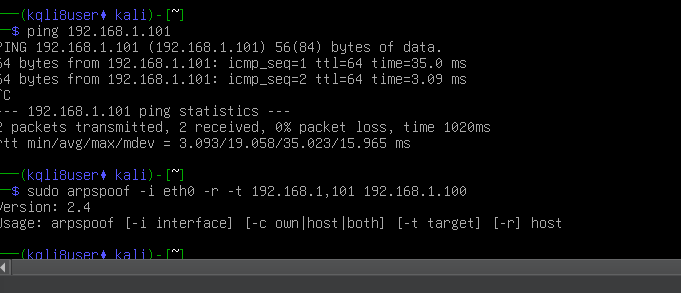 ──(kqli8user♦ kali)-[~]
─$ ping 192.168.1.101
PING 192.168.1.101 (192.168.1.101) 56(84) bytes of data.
64 bytes from 192.168.1.101: icmp_seq=1 ttl=64 time=35.0 ms
64 bytes from 192.168.1.101: icmp_seq=2 ttl=64 time=3.09 ms
^C
--- 192.168.1.101 ping statistics ---
2 packets transmitted, 2 received, 0% packet loss, time 1020ms
rtt min/avg/max/mdev = 3.093/19.058/35.023/15.965 ms
──(kqli8user♦ kali)-[~]
─$ sudo arpspoof -i eth0 -r -t 192.168.1,101 192.168.1.100
Version: 2.4
Usage: arpspoof [-i interface] [-c own|host|both] [-t target] [-r] host
──(kqli8user♦ kali)-[~]